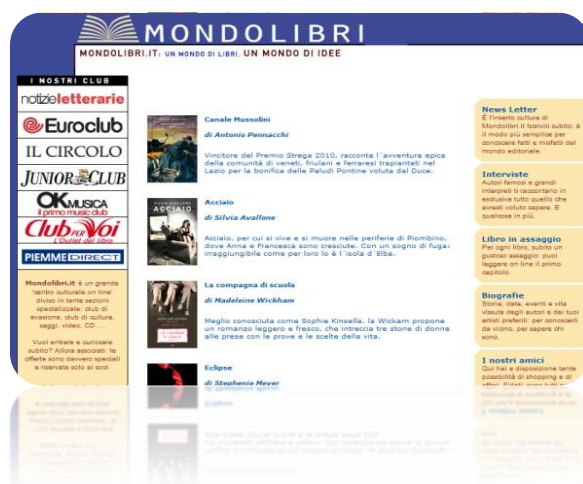 MONDOLIBRI
MONDOLIBRI.IT: UN MONDO DI LIBRI. UN MONDO DI IDEE
I NOSTRI CLUB
notizieletterarie
Euroclub
IL CIRCOLO
JUNIOR CLUB
OK MUSICA
il primo music club
Club PER Voi
L'Outlet del libro
PIEMME DIRECT
Mondolibri.it è un grande
"centro culturale on line"
diviso in tante sezioni
specializzate: club di
evasione, club di cultura,
saggi, video, CD ...
Vuoi entrare e curiosare
subito? Allora associati: le
offerte sono davvero speciali
e riservate solo ai soci
Canale Mussolini
di Antonio Pennacchi
Vincitore del Premio Strega 2010, racconta l'avventura epica
della comunità di veneti, friulani e ferraresi trapiantati nel
Lazio per la bonifica delle Paludi Pontine voluta dal Duce.
ACCIAIO
Acciaio
di Silvia Avallone
Acciaio, per cui si vive e si muore nelle periferie di Piombino,
dove Anna e Francesca sono cresciute. Con un sogno di fuga:
irraggiungibile come per loro lo è l'isola d'Elba.
La compagna di scuola
di Madeleine Wickham
Meglio conosciuta come Sophie Kinsella, la Wickam propone
un romanzo leggero e fresco, che intreccia tre storie di donne
alle prese con le prove e le scelte della vita.
Eclipse
di Stephenie Meyer
News Letter
È l'inserto cultura di
Mondolibri.it Iscriviti subito: è
il modo più semplice per
conoscere fatti e misfatti del
mondo editoriale.
Interviste
Autori famosi e grandi
interpreti ti raccontano in
esclusiva tutto quello che
avresti voluto sapere. E
qualcosa in più.
Libro in assaggio
Per ogni libro, subito un
gustoso assaggio: puoi
leggere on line il primo
capitolo.
Biografie
Storia, date, eventi e vita
vissuta degli autori e dei tuoi
artisti preferiti: per conoscerli
da vicino, per sapere chi
sono.
I nostri amici
Qui hai a disposizione tante
possibilità di shopping e di